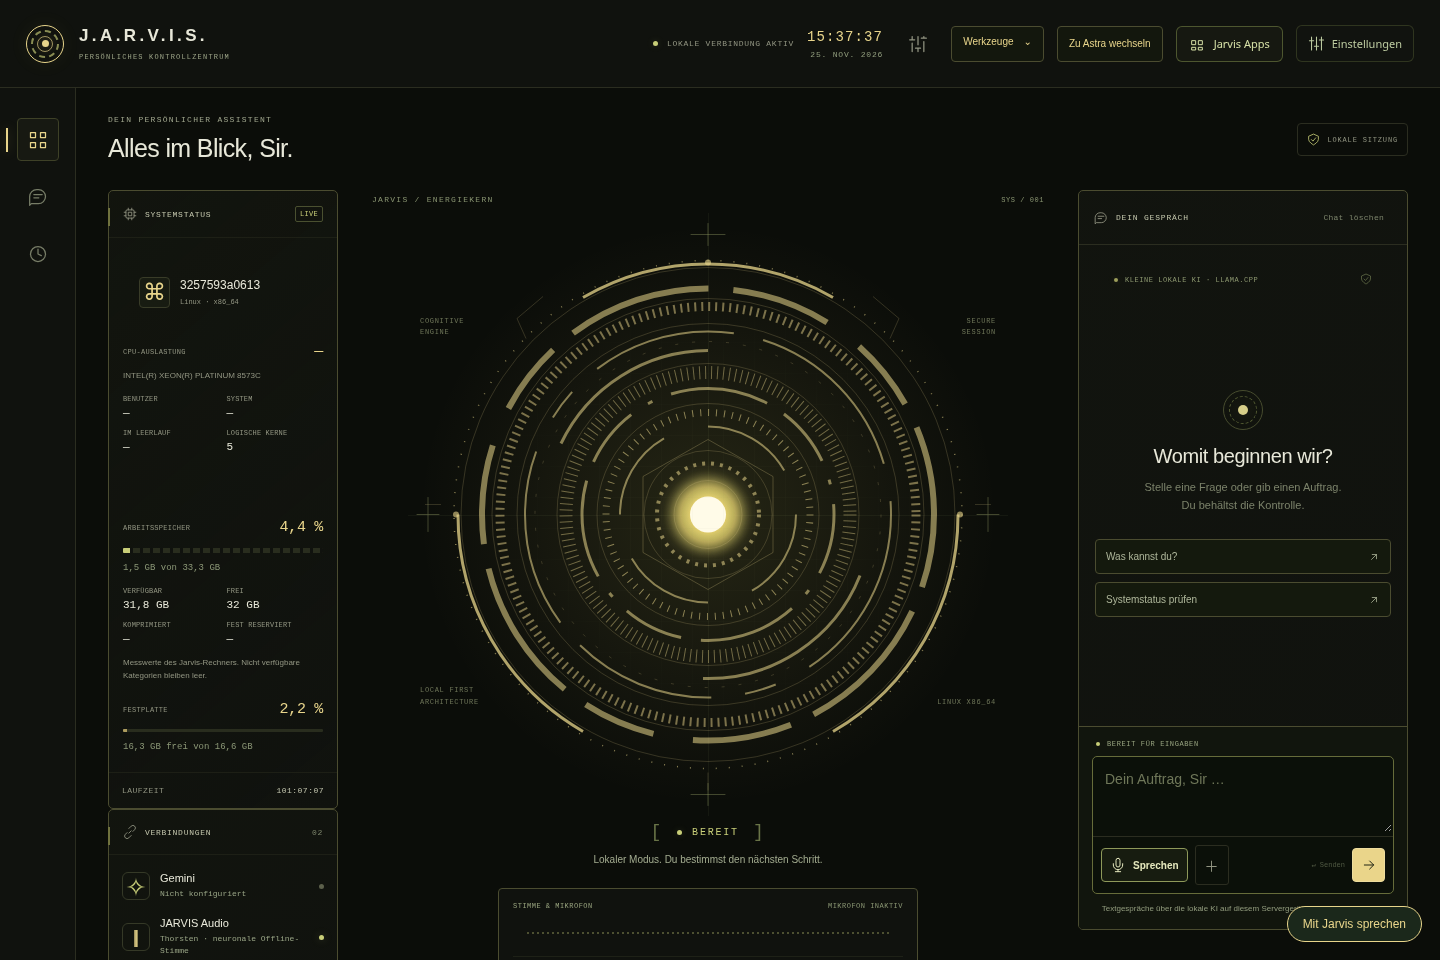 J.A.R.V.I.S.
PERSÖNLICHES KONTROLLZENTRUM
LOKALE VERBINDUNG AKTIV
15:37:37
25. NOV. 2026
Werkzeuge
Zu Astra wechseln
Jarvis Apps
Einstellungen
DEIN PERSÖNLICHER ASSISTENT
Alles im Blick, Sir.
LOKALE SITZUNG
SYSTEMSTATUS
LIVE
3257593a0613
Linux · x86_64
CPU-AUSLASTUNG —
INTEL(R) XEON(R) PLATINUM 8573C
BENUTZER SYSTEM
— —
IM LEERLAUF LOGISCHE KERNE
— 5
ARBEITSSPEICHER 4,4 %
1,5 GB von 33,3 GB
VERFÜGBAR FREI
31,8 GB 32 GB
KOMPRIMIERT FEST RESERVIERT
— —
Messwerte des Jarvis-Rechners. Nicht verfügbare
Kategorien bleiben leer.
FESTPLATTE 2,2 %
16,3 GB frei von 16,6 GB
LAUFZEIT 101:07:07
VERBINDUNGEN 02
Gemini
Nicht konfiguriert
JARVIS Audio
Thorsten · neuronale Offline-
Stimme
JARVIS / ENERGIEKERN
SYS / 001
COGNITIVE
ENGINE
SECURE
SESSION
LOCAL FIRST
ARCHITECTURE
LINUX X86_64
[ • BEREIT ]
Lokaler Modus. Du bestimmst den nächsten Schritt.
STIMME & MIKROFON
MIKROFON INAKTIV
DEIN GESPRÄCH
Chat löschen
KLEINE LOKALE KI · LLAMA.CPP
Womit beginnen wir?
Stelle eine Frage oder gib einen Auftrag.
Du behältst die Kontrolle.
Was kannst du?
Systemstatus prüfen
BEREIT FÜR EINGABEN
Dein Auftrag, Sir …
Sprechen
↵ Senden
Textgespräche über die lokale KI auf diesem
Mit Jarvis sprechen